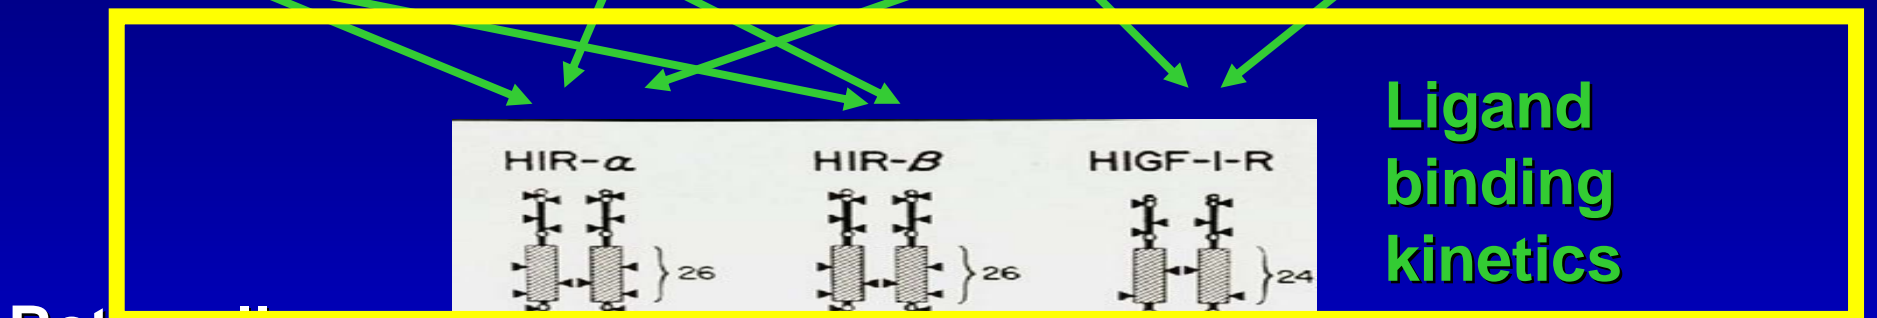 Ligand
binding
kinetics
HIR-α HIR-β HIGF-I-R
26 26 24